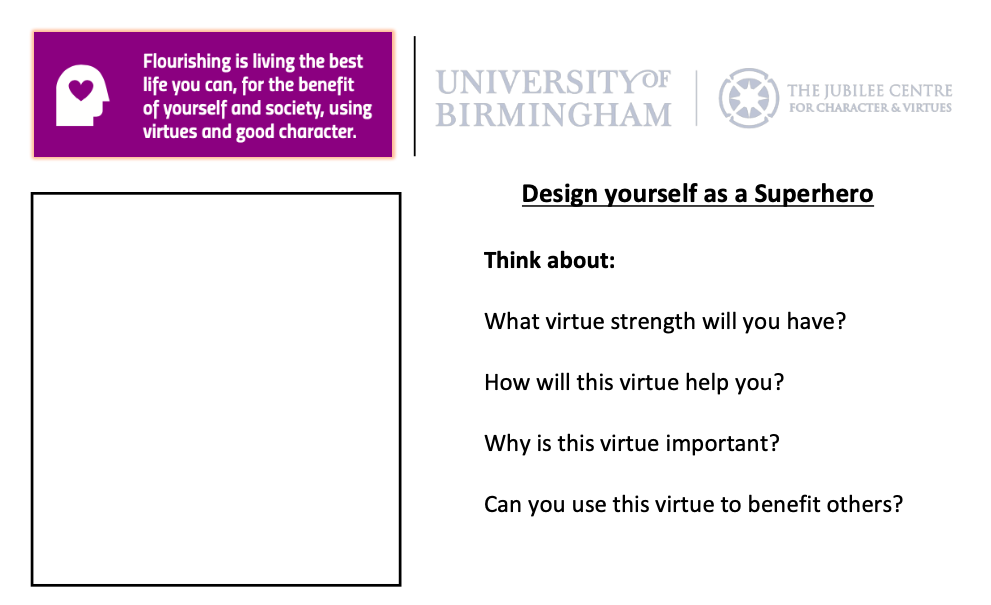 Flourishing is living the best
life you can, for the benefit
of yourself and society, using
virtues and good character.
UNIVERSITY OF
BIRMINGHAM
THE JUBILEE CENTRE
FOR CHARACTER & VIRTUES
Design yourself as a Superhero
Think about:
What virtue strength will you have?
How will this virtue help you?
Why is this virtue important?
Can you use this virtue to benefit others?